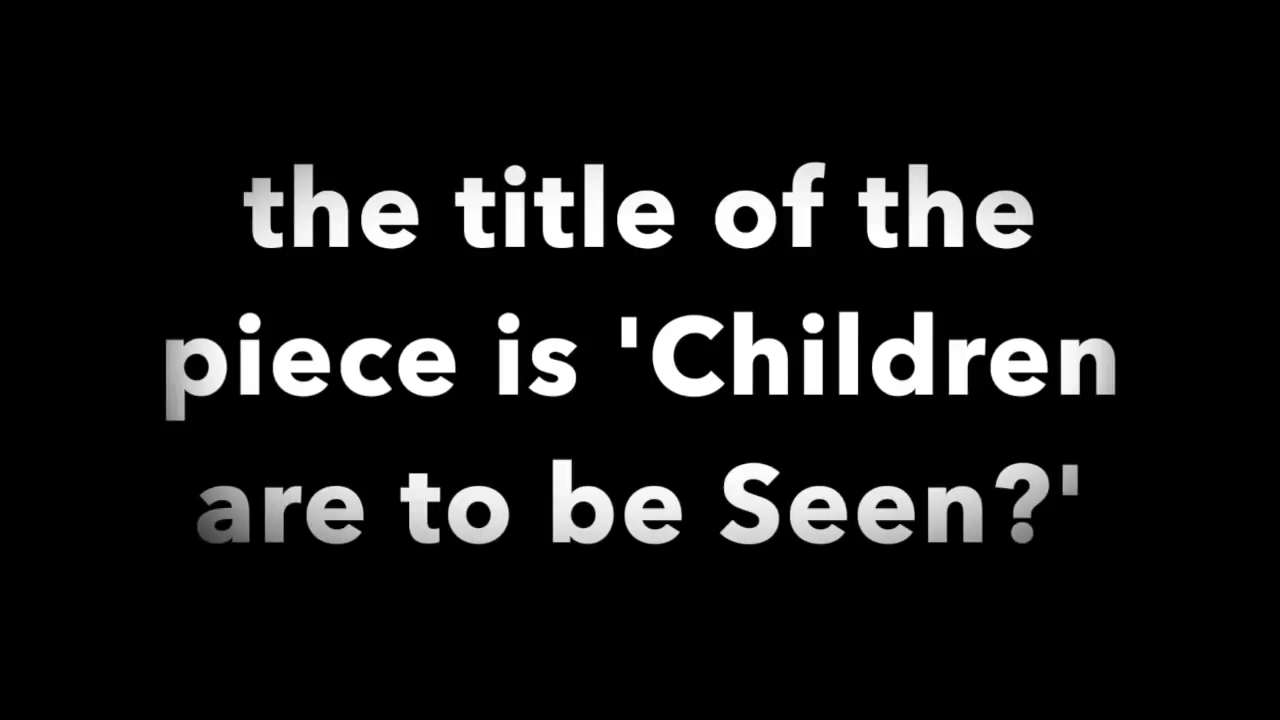 the title of the
piece is 'Children
are to be Seen?'